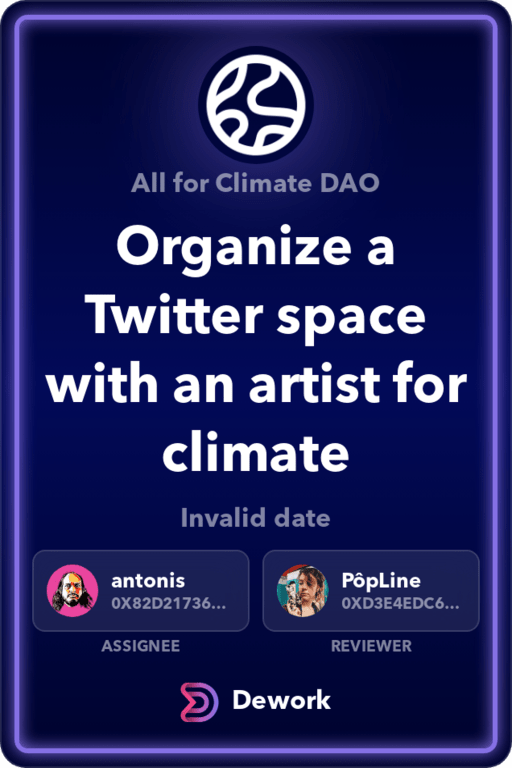 All for Climate DAO
Organize a
Twitter space
with an artist for
climate
Invalid date
antonis
0X82D21736...
ASSIGNEE
PôpLine
0XD3E4EDC6...
REVIEWER
Dework